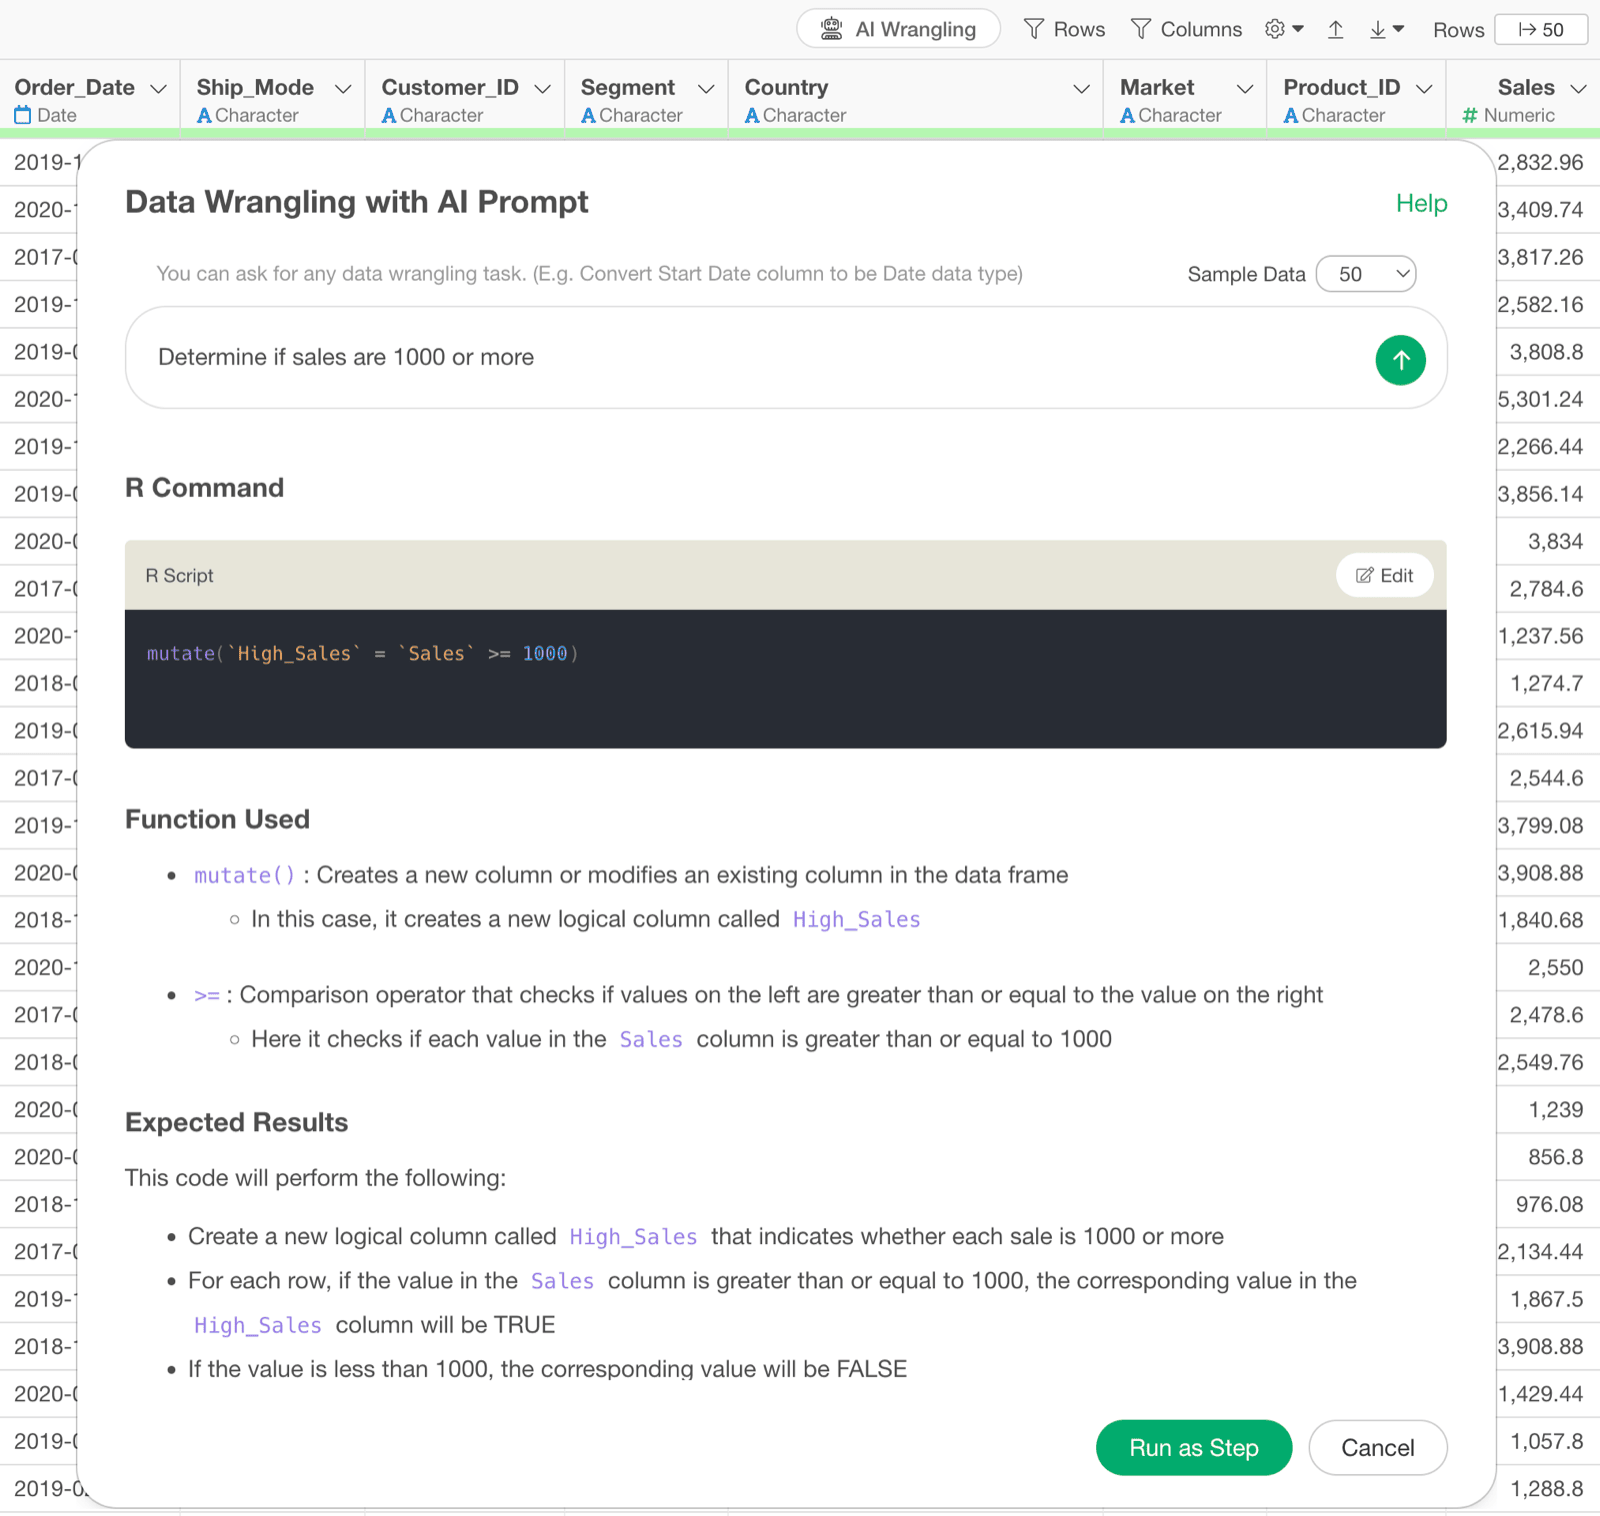 AI Wrangling Rows Columns Rows 50
Order_Date Ship_Mode Customer_ID Segment Country Market Product_ID Sales
Date A Character A Character A Character A Character A Character A Character # Numeric
2,832.96
Data Wrangling with AI Prompt Help
3,409.74
3,817.26
You can ask for any data wrangling task. (E.g. Convert Start Date column to be Date data type) Sample Data 50
2,582.16
Determine if sales are 1000 or more
3,808.8
5,301.24
2,266.44
R Command
3,856.14
3,834
R Script Edit
2,784.6
1,237.56
mutate(`High_Sales` = `Sales` >= 1000)
1,274.7
2,615.94
2,544.6
Function Used
3,799.08
mutate() : Creates a new column or modifies an existing column in the data frame
3,908.88
In this case, it creates a new logical column called High_Sales
1,840.68
2,550
>= : Comparison operator that checks if values on the left are greater than or equal to the value on the right
2,478.6
Here it checks if each value in the Sales column is greater than or equal to 1000
2,549.76
1,239
Expected Results
856.8
This code will perform the following:
976.08
Create a new logical column called High_Sales that indicates whether each sale is 1000 or more
2,134.44
For each row, if the value in the Sales column is greater than or equal to 1000, the corresponding value in the
1,867.5
High_Sales column will be TRUE
3,908.88
If the value is less than 1000, the corresponding value will be FALSE
1,429.44
Run as Step Cancel
1,057.8
1,288.8